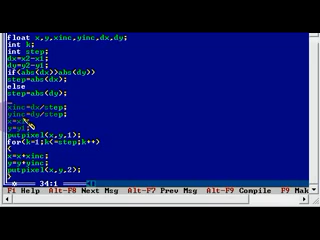 float x,y,xinc,yinc,dx,dy;
int k;
int step;
dx=x2-x1;
dy=y2-y1;
if(abs(dx)>abs(dy))
step=abs(dx);
else
step=abs(dy);
xinc=dx/step;
yinc=dy/step;
x=x
y=y1;
putpixel(x,y,1);
for(k=1;k<=step;k++)
{
x=x+xinc;
y=y+yinc;
putpixel(x,y,2);
}
34:1
F1 Help Alt-F8 Next Msg Alt-F7 Prev Msg Alt-F9 Compile F9 Mak